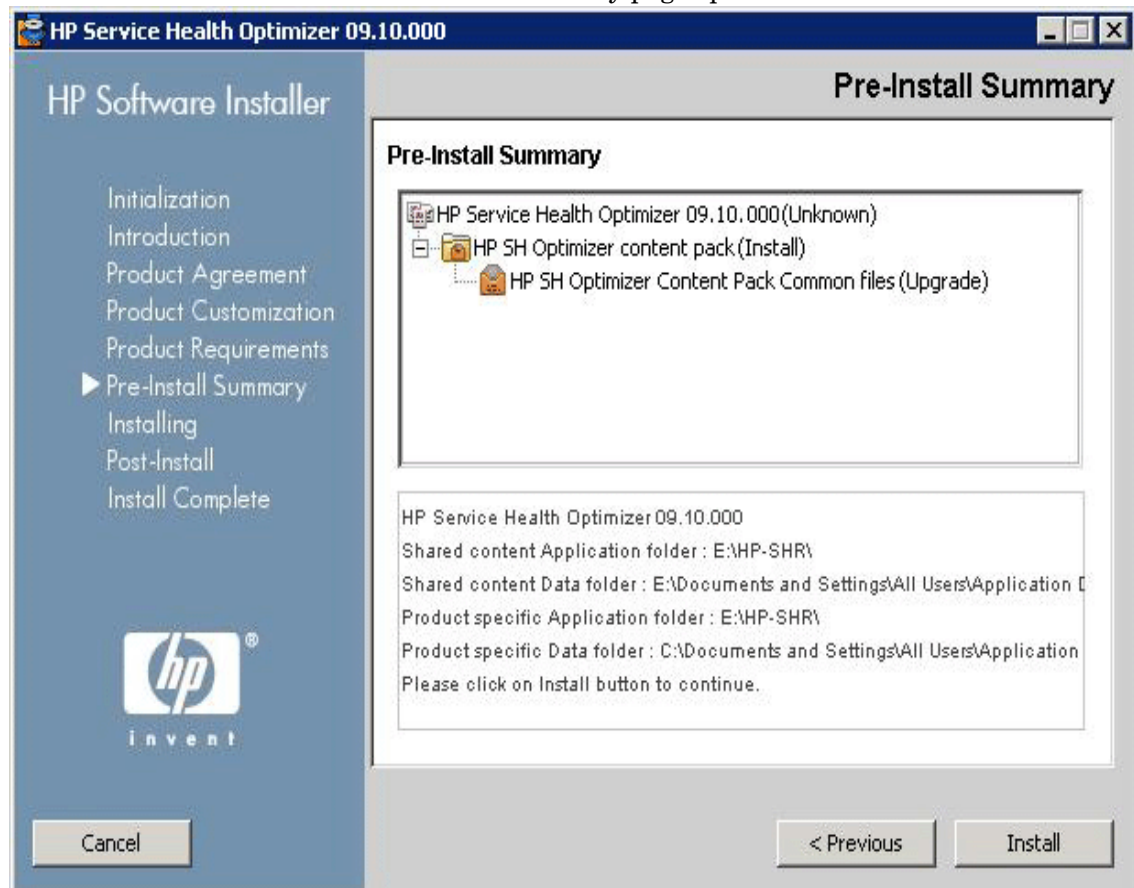 HP Service Health Optimizer 09.10.000
HP Software Installer
Initialization
Introduction
Product Agreement
Product Customization
Product Requirements
Pre-Install Summary
Installing
Post-Install
Install Complete
hp
®
invent
Pre-Install Summary
Pre-Install Summary
HP Service Health Optimizer 09.10.000(Unknown)
HP SH Optimizer content pack(Install)
HP SH Optimizer Content Pack Common files(Upgrade)
HP Service Health Optimizer 09.10.000
Shared content Application folder : E:\HP-SHR\
Shared content Data folder : E:\Documents and Settings\All Users\Application
Product specific Application folder : E:\HP-SHR\
Product specific Data folder : C:\Documents and Settings\All Users\Application
Please click on Install button to continue.
Cancel
< Previous
Install